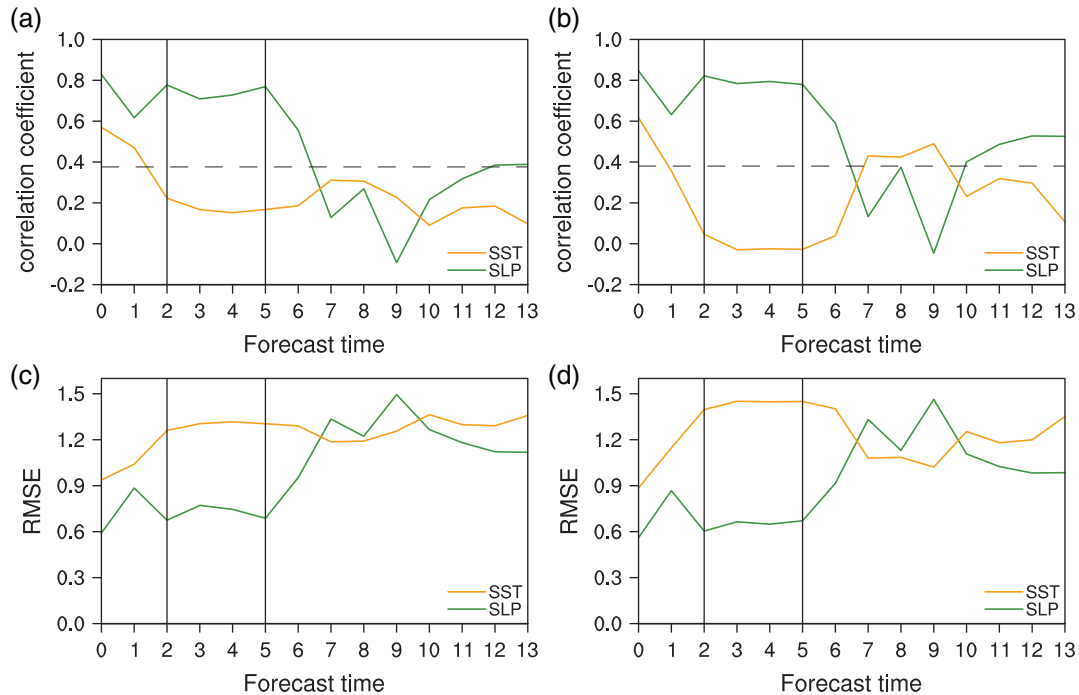 (a)
correlation coefficient
1.0
0.8
0.6
0.4
0.2
0.0
-0.2
SST
SLP
0 1 2 3 4 5 6 7 8 9 10 11 12 13
Forecast time
(b)
correlation coefficient
1.0
0.8
0.6
0.4
0.2
0.0
-0.2
SST
SLP
0 1 2 3 4 5 6 7 8 9 10 11 12 13
Forecast time
(c)
RMSE
1.5
1.2
0.9
0.6
0.3
0.0
SST
SLP
0 1 2 3 4 5 6 7 8 9 10 11 12 13
Forecast time
(d)
RMSE
1.5
1.2
0.9
0.6
0.3
0.0
SST
SLP
0 1 2 3 4 5 6 7 8 9 10 11 12 13
Forecast time